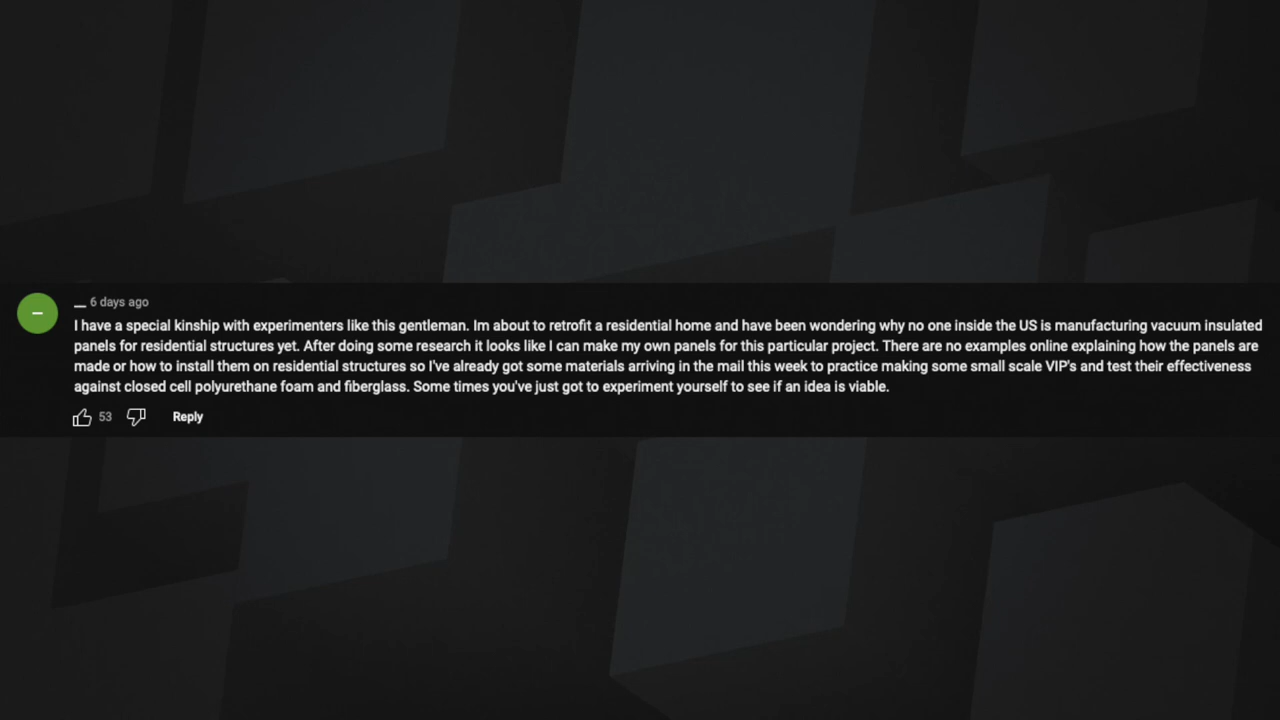 __ 6 days ago
I have a special kinship with experimenters like this gentleman. Im about to retrofit a residential home and have been wondering why no one inside the US is manufacturing vacuum insulated
panels for residential structures yet. After doing some research it looks like I can make my own panels for this particular project. There are no examples online explaining how the panels are
made or how to install them on residential structures so I've already got some materials arriving in the mail this week to practice making some small scale VIP's and test their effectiveness
against closed cell polyurethane foam and fiberglass. Some times you've just got to experiment yourself to see if an idea is viable.
53 Reply